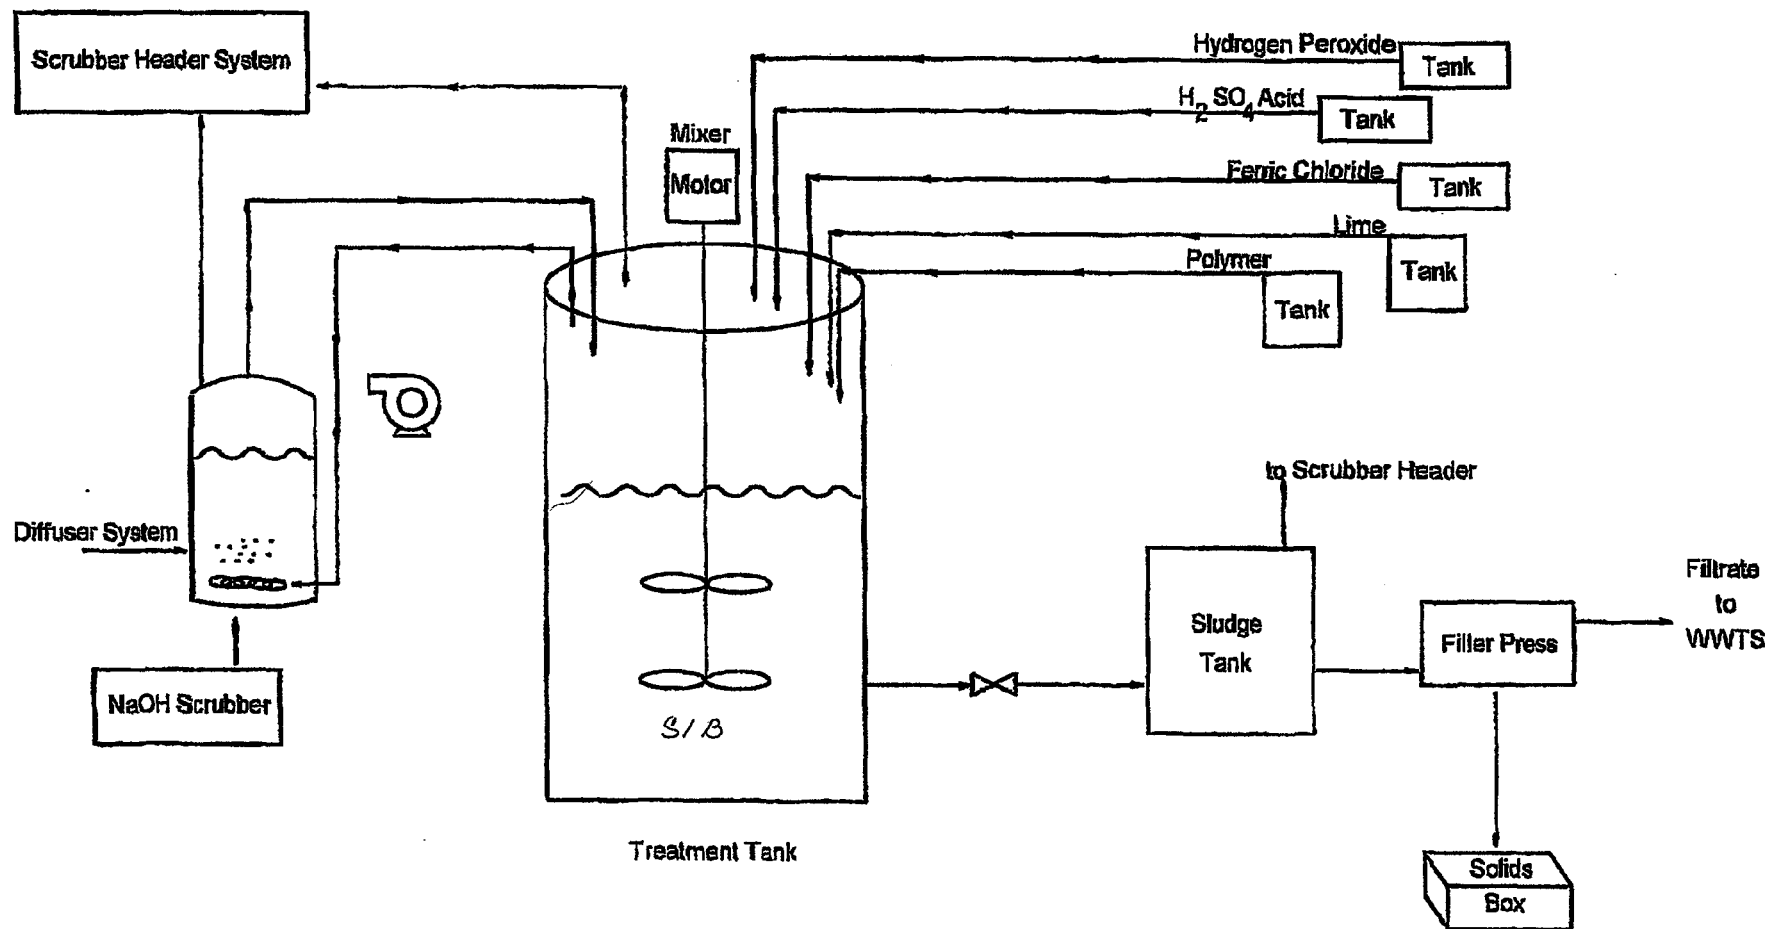 Scrubber Header System
Hydrogen Peroxide
Tank
H2 SO4 Acid
Tank
Mixer
Motor
Ferric Chloride
Tank
Lime
Tank
Polymer
Tank
to Scrubber Header
Diffuser System
Filtrate
to
WWTS
Sludge
Tank
Filler Press
NaOH Scrubber
S/B
Treatment Tank
Solids
Box